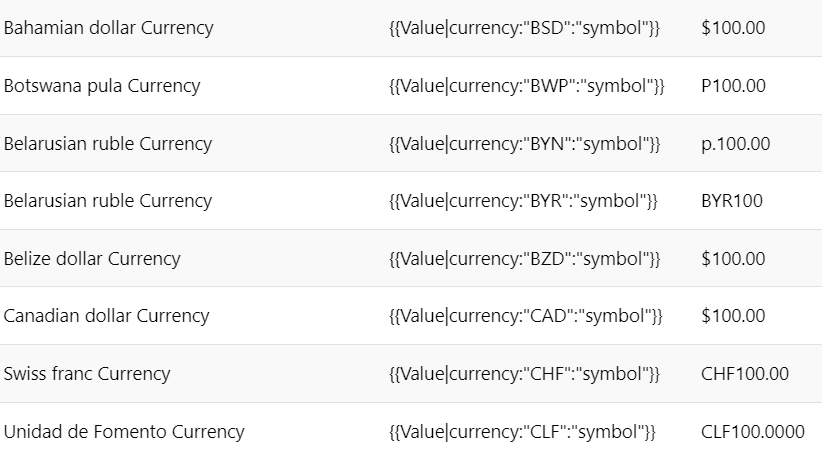 Bahamian dollar Currency {{Value|currency:"BSD":"symbol"}} $100.00
Botswana pula Currency {{Value|currency:"BWP":"symbol"}} P100.00
Belarusian ruble Currency {{Value|currency:"BYN":"symbol"}} p.100.00
Belarusian ruble Currency {{Value|currency:"BYR":"symbol"}} BYR100
Belize dollar Currency {{Value|currency:"BZD":"symbol"}} $100.00
Canadian dollar Currency {{Value|currency:"CAD":"symbol"}} $100.00
Swiss franc Currency {{Value|currency:"CHF":"symbol"}} CHF100.00
Unidad de Fomento Currency {{Value|currency:"CLF":"symbol"}} CLF100.0000